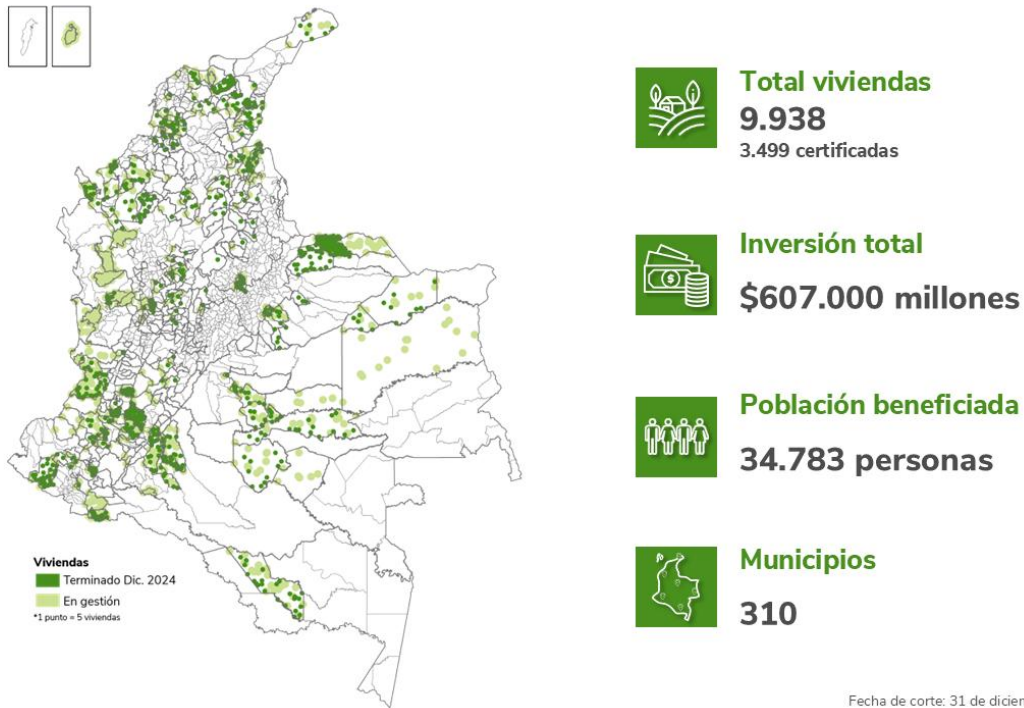 Total viviendas
9.938
3.499 certificadas
Inversión total
$607.000 millones
Población beneficiada
34.783 personas
Municipios
310
Viviendas
Terminado Dic. 2024
En gestión
*1 punto = 5 viviendas
Fecha de corte: 31 de dicien